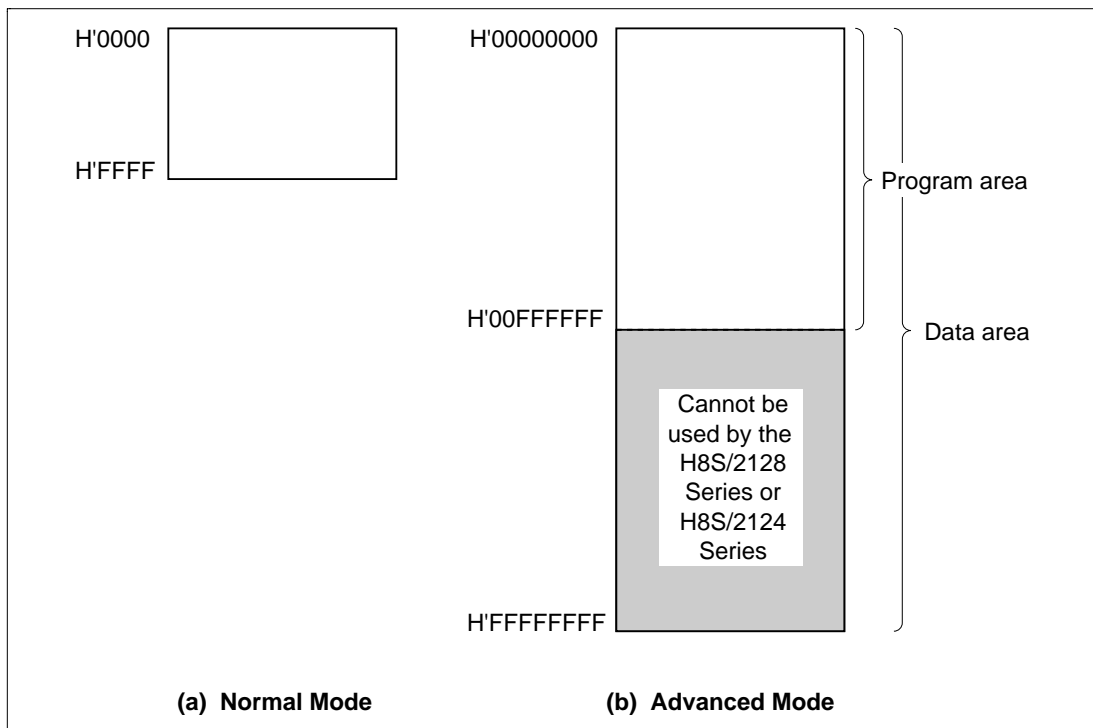 H'0000
H'FFFF
H'00000000
H'00FFFFFF
H'FFFFFFFF
Program area
Data area
Cannot be
used by the
H8S/2128
Series or
H8S/2124
Series
(a) Normal Mode
(b) Advanced Mode